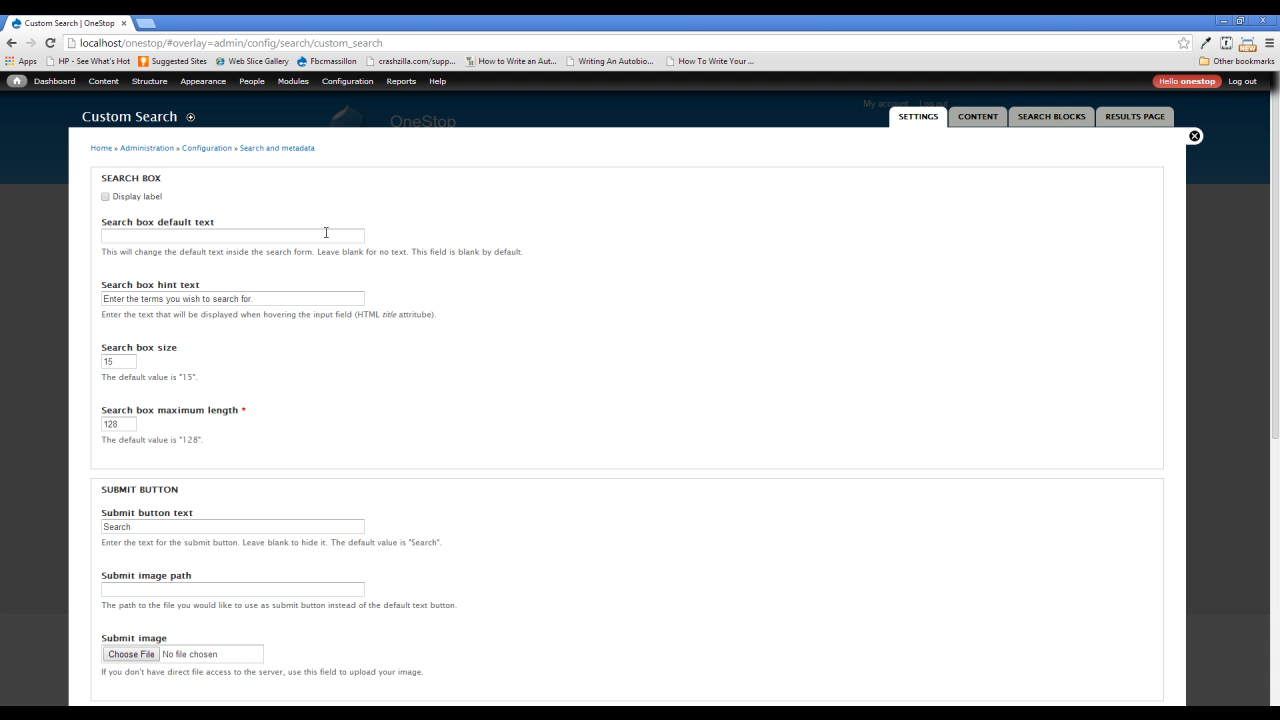 Custom Search | OneStop
localhost/onestop/#overlay=admin/config/search/custom_search
Apps HP - See What's Hot Suggested Sites Web Slice Gallery Fbcmassillon crashzilla.com/supp... How to Write an Aut... Writing An Autobio... How To Write Your ... Other bookmarks
NEW
Dashboard Content Structure Appearance People Modules Configuration Reports Help Hello onestop Log out
My account Log out
OneStop
Custom Search SETTINGS CONTENT SEARCH BLOCKS RESULTS PAGE
Home » Administration » Configuration » Search and metadata
SEARCH BOX
Display label
Search box default text
This will change the default text inside the search form. Leave blank for no text. This field is blank by default.
Search box hint text
Enter the terms you wish to search for.
Enter the text that will be displayed when hovering the input field (HTML title attritube).
Search box size
15
The default value is "15".
Search box maximum length *
128
The default value is "128".
SUBMIT BUTTON
Submit button text
Search
Enter the text for the submit button. Leave blank to hide it. The default value is "Search".
Submit image path
The path to the file you would like to use as submit button instead of the default text button.
Submit image
Choose File No file chosen
If you don't have direct file access to the server, use this field to upload your image.